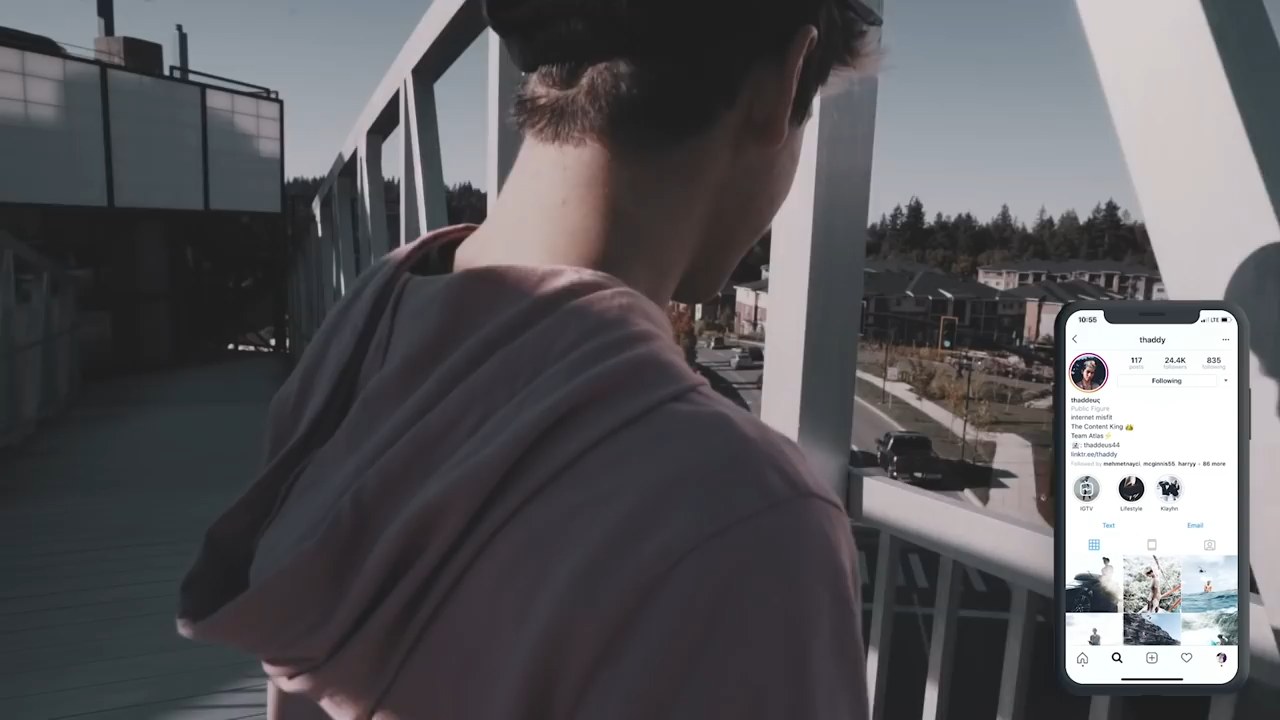 10:55
LTE
thaddy
117
24.4K
835
posts
followers
following
Following
thaddeuç
Public Figure
internet misfit
The Content King
Team Atlas
: thaddeus44
linktr.ee/thaddy
Followed by mehmetnayci, mcginnis55, harryy + 86 more
IGTV
Lifestyle
Klayhn
Text
Email